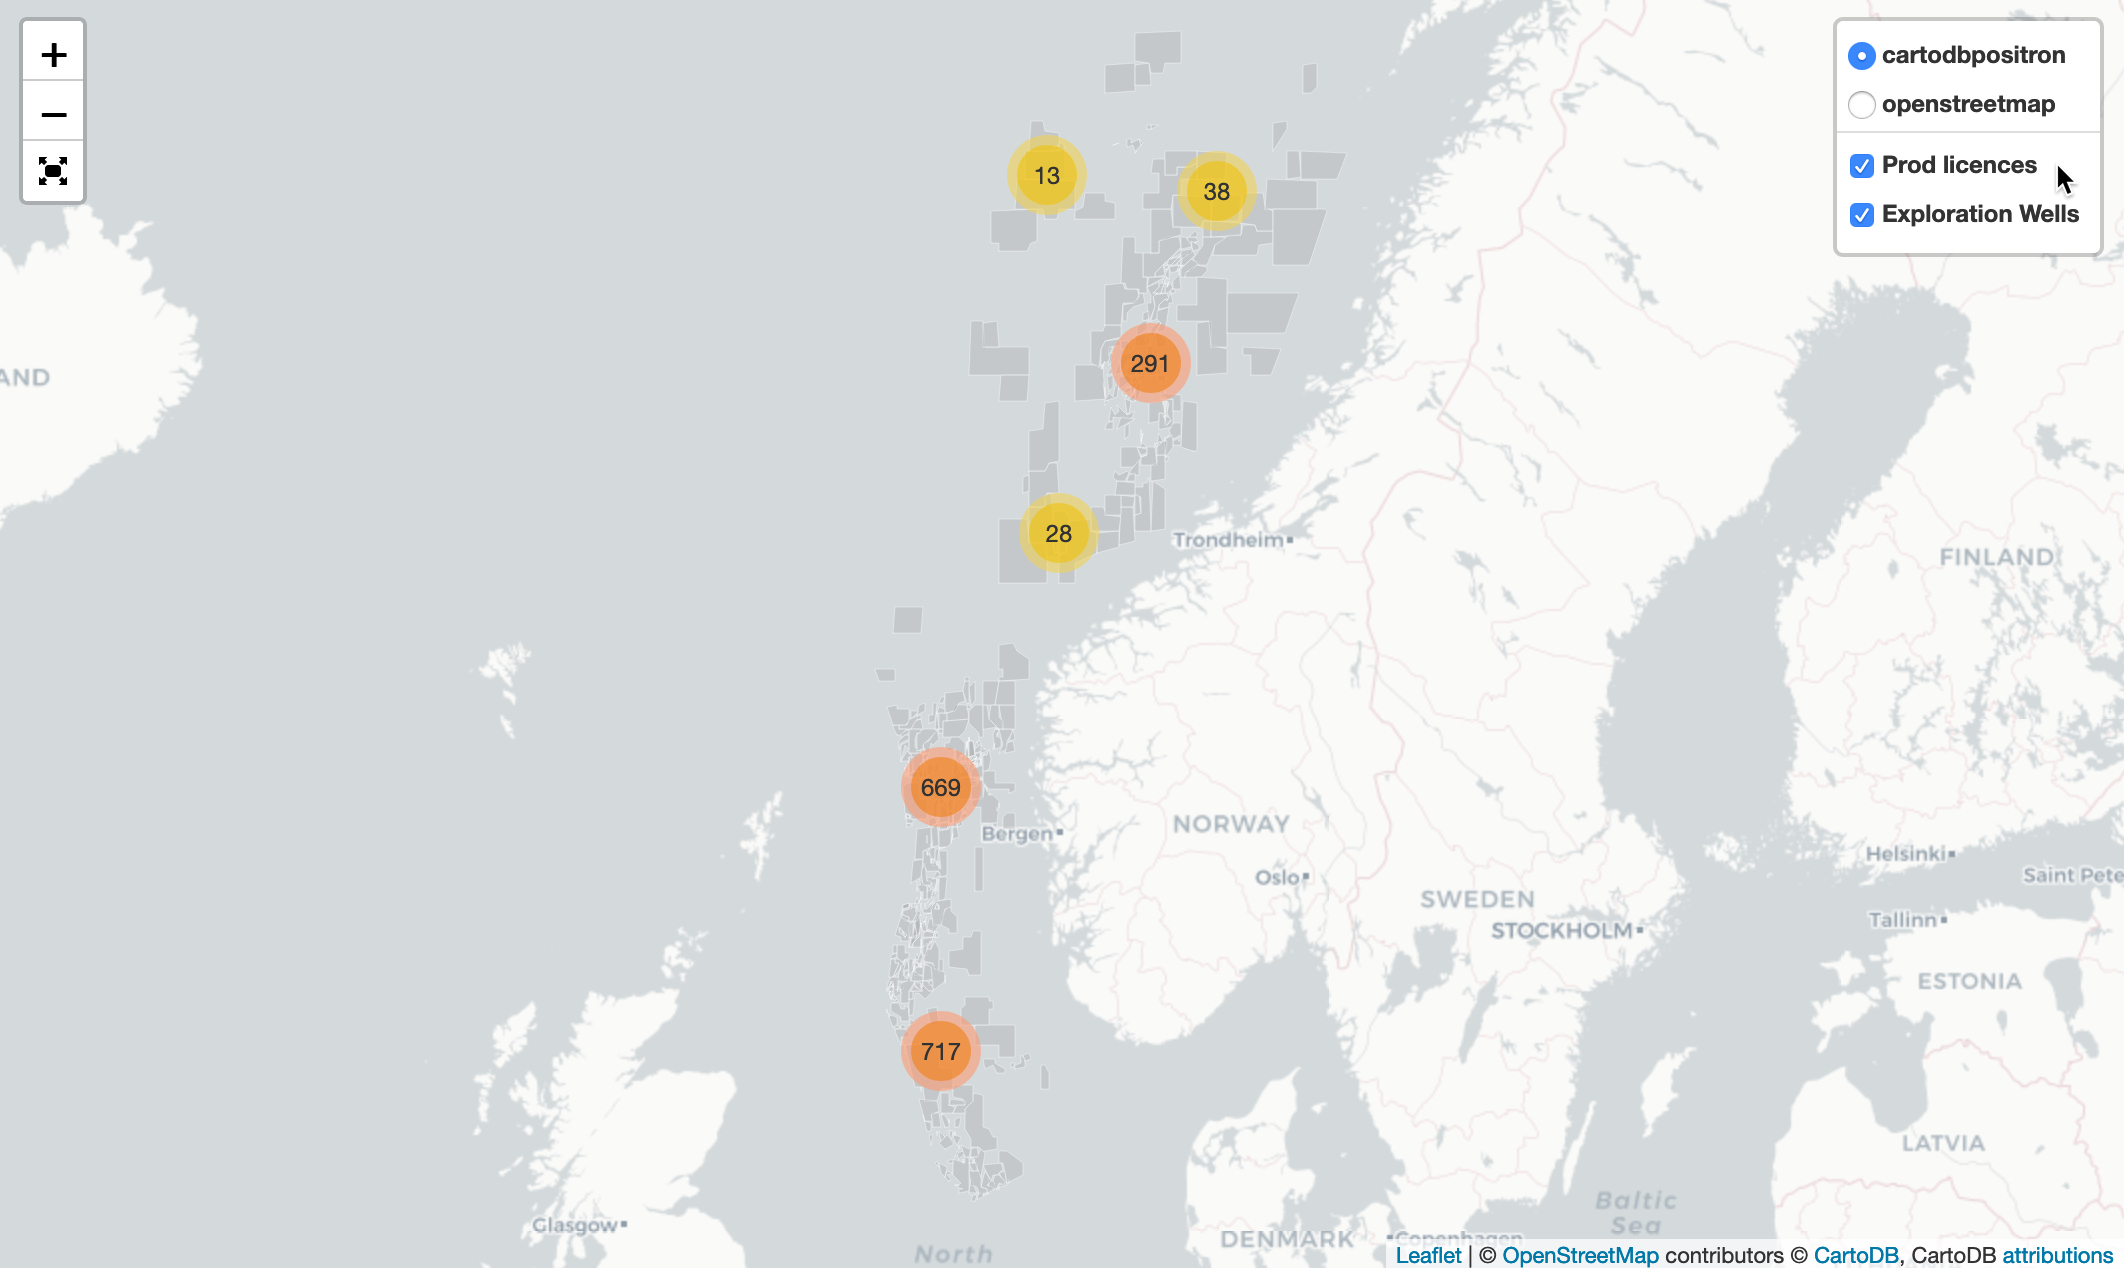 +
−
cartodbpositron
openstreetmap
Prod licences
Exploration Wells
13
38
291
AND
28
Trondheim
FINLAND
669
Bergen
NORWAY
Helsinki
Oslo
Saint Pete
SWEDEN
Tallinn
STOCKHOLM
ESTONIA
717
LATVIA
Baltic
Sea
Glasgow
DENMARK
Copenhagen
North
Leaflet | © OpenStreetMap contributors © CartoDB, CartoDB attributions